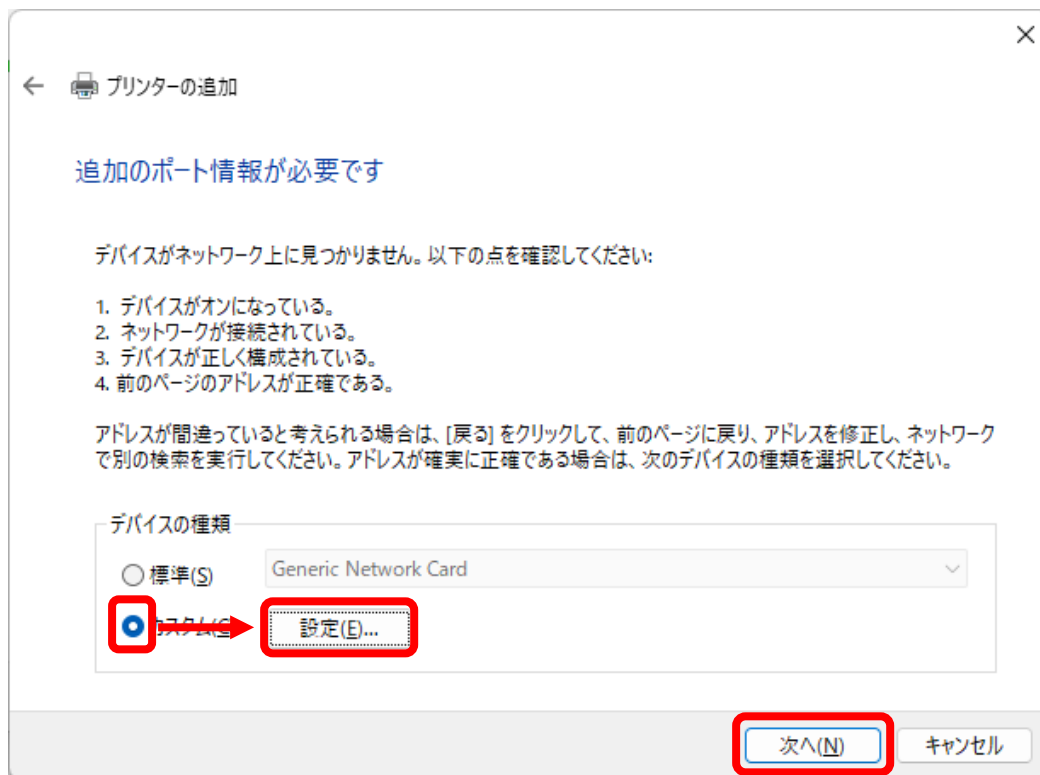 プリンターの追加
追加のポート情報が必要です
デバイスがネットワーク上に見つかりません。以下の点を確認してください:
1. デバイスがオンになっている。
2. ネットワークが接続されている。
3. デバイスが正しく構成されている。
4. 前のページのアドレスが正確である。
アドレスが間違っていると考えられる場合は、[戻る] をクリックして、前のページに戻り、アドレスを修正し、ネットワーク
で別の検索を実行してください。アドレスが確実に正確である場合は、次のデバイスの種類を選択してください。
デバイスの種類
標準(S)
Generic Network Card
カスタム(C
設定(E)...
次へ(N)
キャンセル